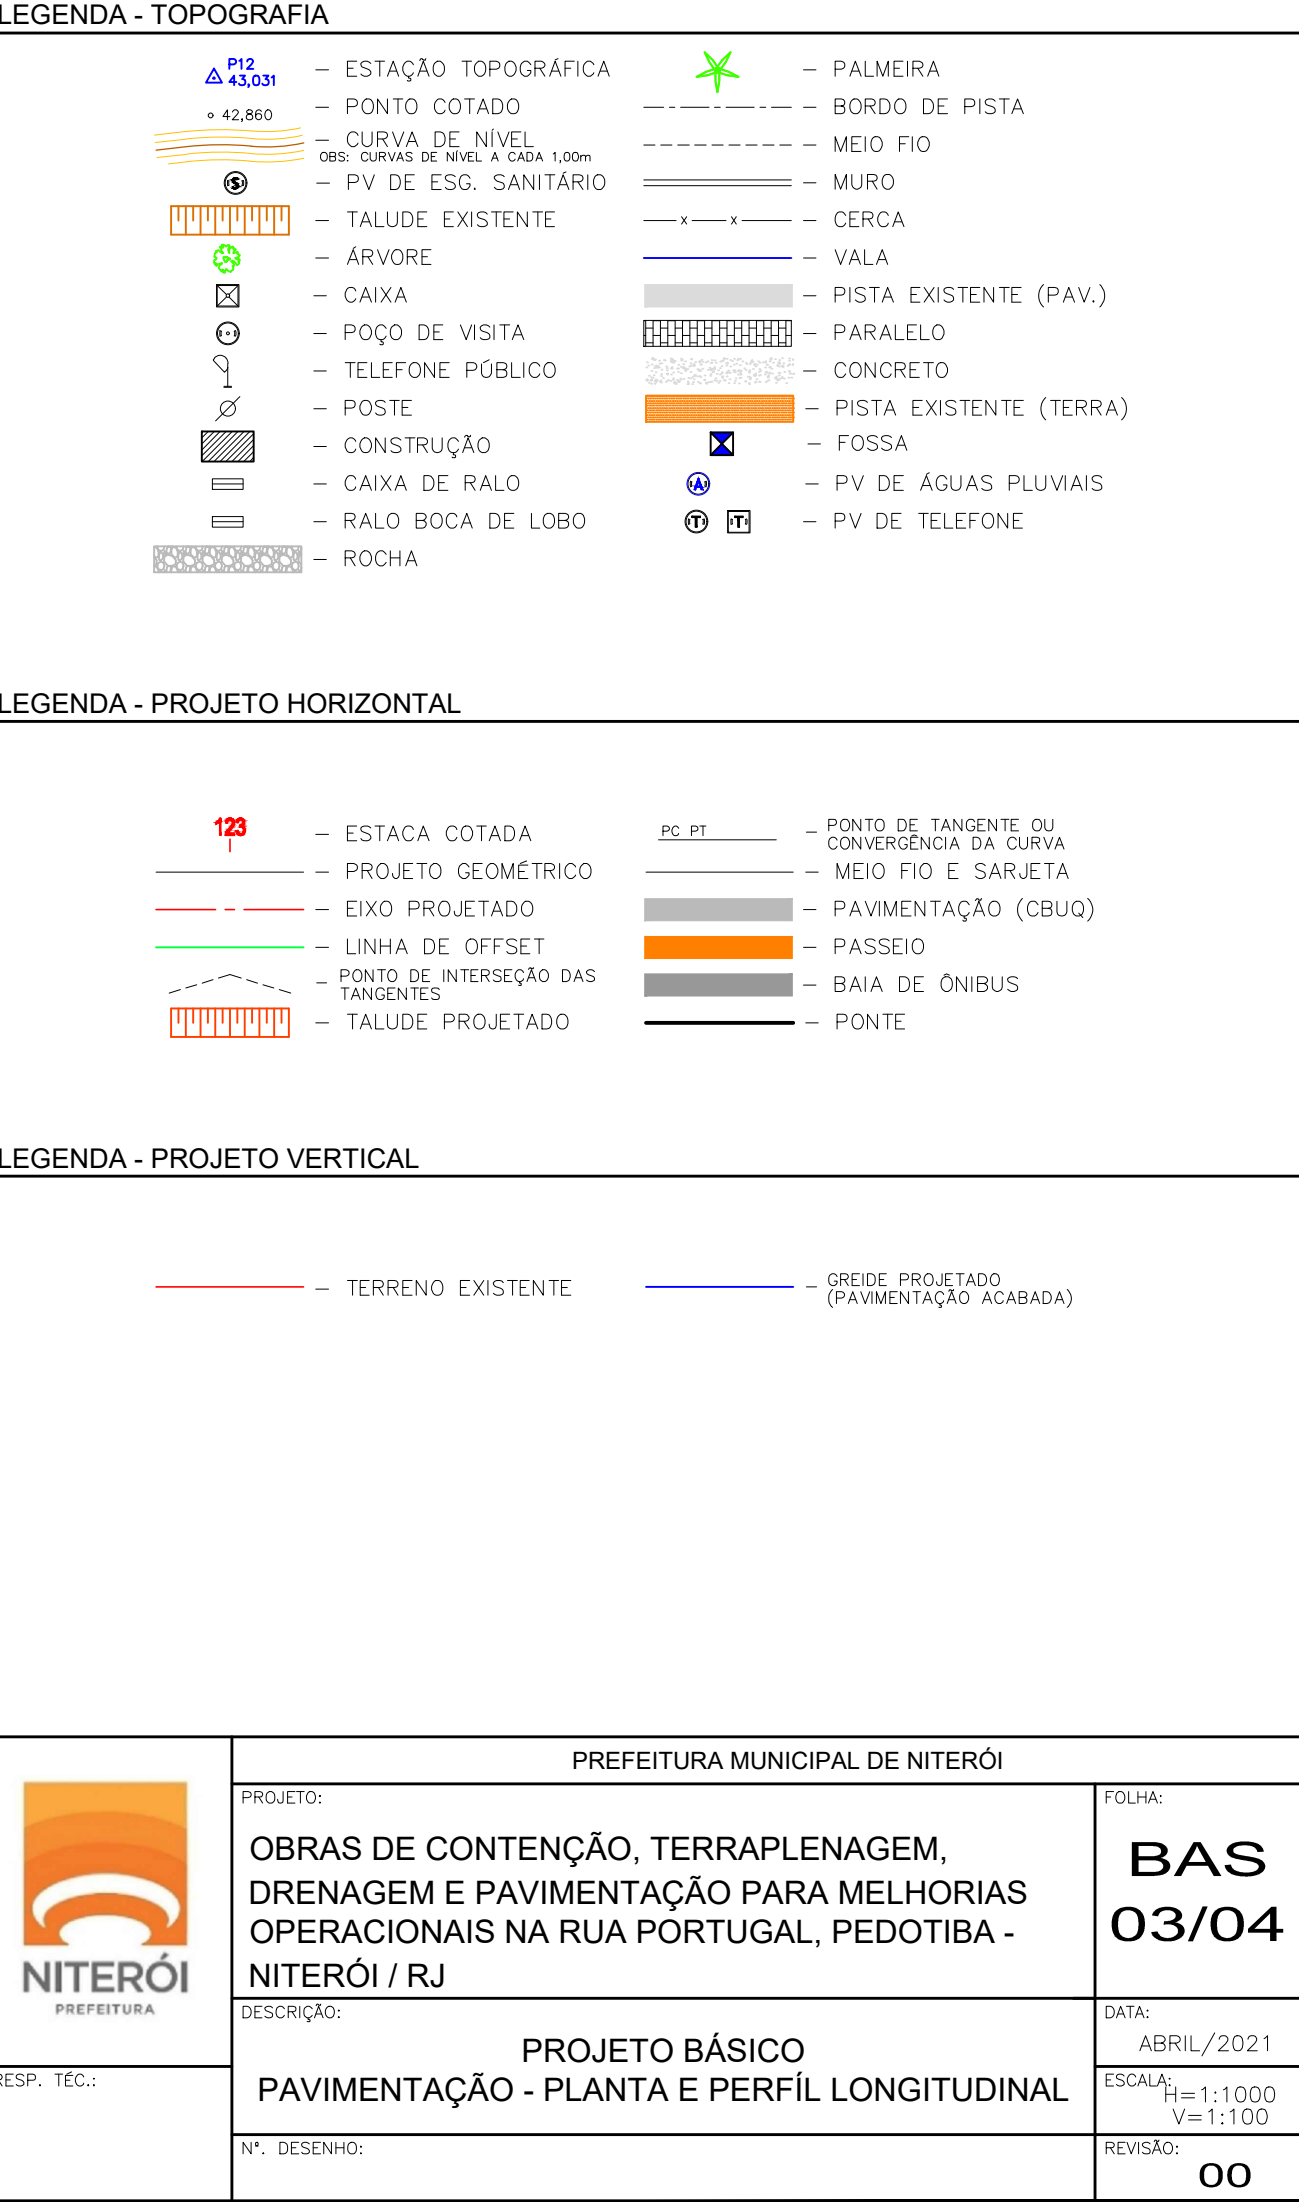 LEGENDA - TOPOGRAFIA
P12
43,031
- ESTAÇÃO TOPOGRÁFICA
42,860
- PONTO COTADO
- CURVA DE NÍVEL
OBS: CURVAS DE NÍVEL A CADA 1,00m
S
- PV DE ESG. SANITÁRIO
- TALUDE EXISTENTE
- ÁRVORE
- CAIXA
- POÇO DE VISITA
- TELEFONE PÚBLICO
- POSTE
- CONSTRUÇÃO
- CAIXA DE RALO
- RALO BOCA DE LOBO
- ROCHA
- PALMEIRA
- BORDO DE PISTA
- MEIO FIO
- MURO
x x
- CERCA
- VALA
- PISTA EXISTENTE (PAV.)
- PARALELO
- CONCRETO
- PISTA EXISTENTE (TERRA)
- FOSSA
A
- PV DE ÁGUAS PLUVIAIS
T T
- PV DE TELEFONE
LEGENDA - PROJETO HORIZONTAL
123
- ESTACA COTADA
- PROJETO GEOMÉTRICO
- EIXO PROJETADO
- LINHA DE OFFSET
- PONTO DE INTERSEÇÃO DAS
TANGENTES
- TALUDE PROJETADO
PC PT
- PONTO DE TANGENTE OU
CONVERGÊNCIA DA CURVA
- MEIO FIO E SARJETA
- PAVIMENTAÇÃO (CBUQ)
- PASSEIO
- BAIA DE ÔNIBUS
- PONTE
LEGENDA - PROJETO VERTICAL
- TERRENO EXISTENTE
- GREIDE PROJETADO
(PAVIMENTAÇÃO ACABADA)
NITERÓI
PREFEITURA
RESP. TÉC.:
PREFEITURA MUNICIPAL DE NITERÓI
PROJETO:
OBRAS DE CONTENÇÃO, TERRAPLENAGEM,
DRENAGEM E PAVIMENTAÇÃO PARA MELHORIAS
OPERACIONAIS NA RUA PORTUGAL, PEDOTIBA -
NITERÓI / RJ
FOLHA:
BAS
03/04
DESCRIÇÃO:
PROJETO BÁSICO
PAVIMENTAÇÃO - PLANTA E PERFÍL LONGITUDINAL
DATA:
ABRIL/2021
ESCALA:
H=1:1000
V=1:100
Nº. DESENHO:
REVISÃO:
00